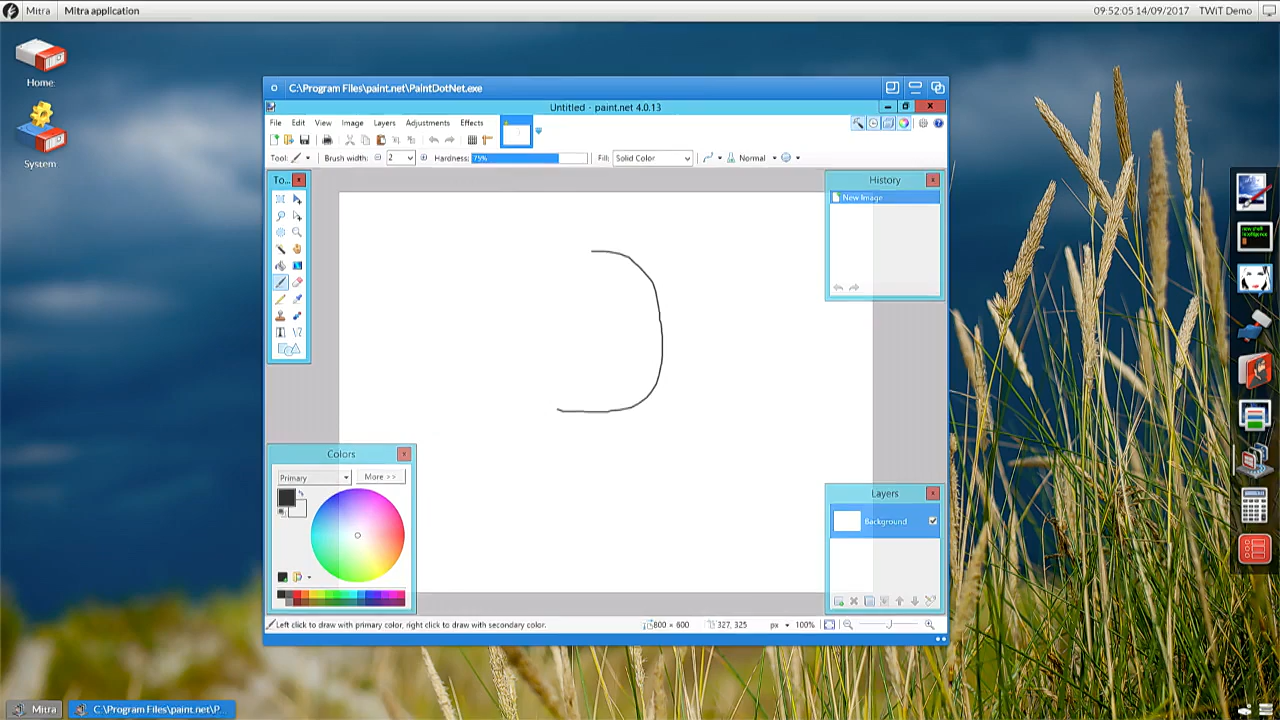 Mitra Mitra application 09:52:05 14/09/2017 TWiT Demo
Home
System
C:\Program Files\paint.net\PaintDotNet.exe
Untitled - paint.net 4.0.13
File Edit View Image Layers Adjustments Effects
Tool: Brush width: 2 Hardness: 75% Fill: Solid Color Normal
To...
History
New Image
Colors
Primary More >>
Layers
Background
Left click to draw with primary color, right click to draw with secondary color. 800 × 600 327, 325 px 100%
Mitra C:\Program Files\paint.net\P...